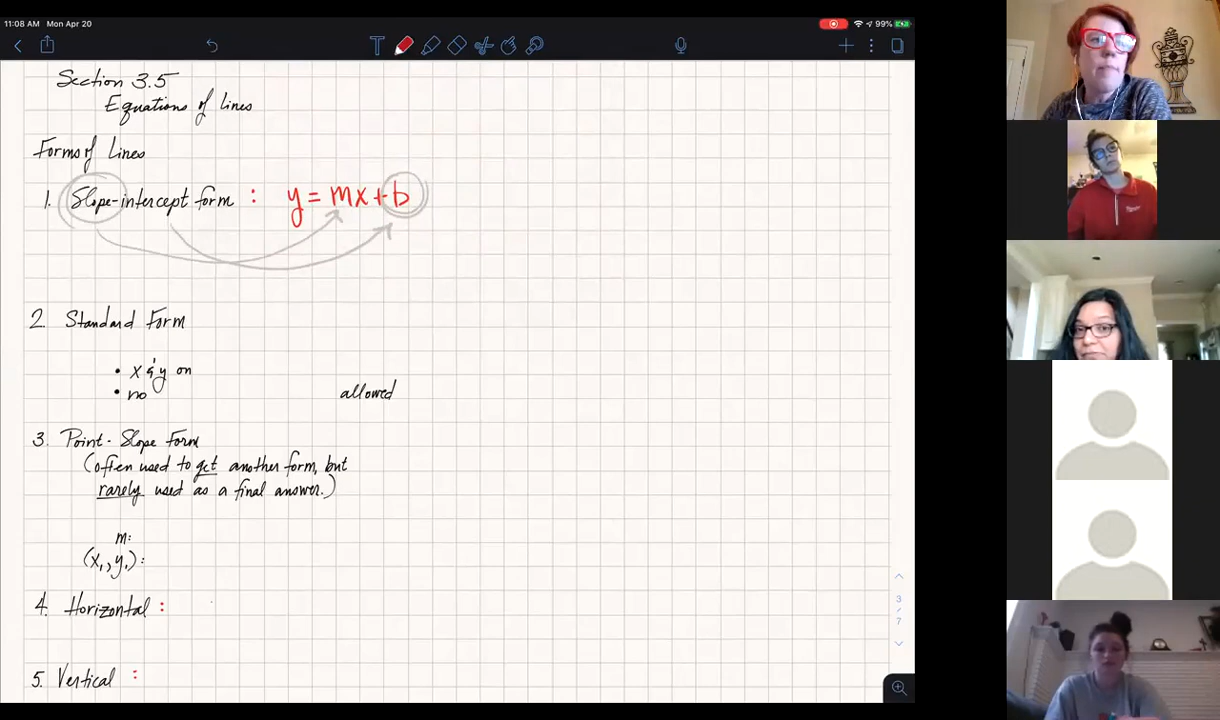 11:08 AM Mon Apr 20
99%
Section 3.5
Equations of lines
Forms of Lines
1. Slope-intercept form : y = mx + b
2. Standard Form
• x & y on
• no allowed
3. Point-Slope Form
(often used to get another form, but
rarely used as a final answer.)
m:
(x₁, y₁):
4. Horizontal :
5. Vertical :
3 / 7